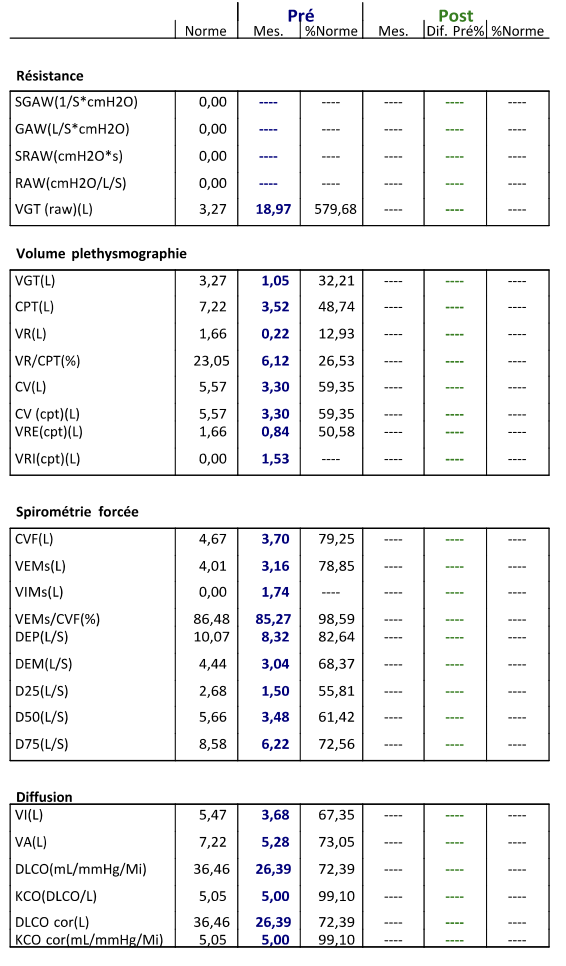 Pré Post
Norme Mes. %Norme Mes. Dif. Pré% %Norme
Résistance
SGAW(1/S*cmH2O) 0,00 ---- ---- ---- ---- ----
GAW(L/S*cmH2O) 0,00 ---- ---- ---- ---- ----
SRAW(cmH2O*s) 0,00 ---- ---- ---- ---- ----
RAW(cmH2O/L/S) 0,00 ---- ---- ---- ---- ----
VGT (raw)(L) 3,27 18,97 579,68 ---- ---- ----
Volume plethysmographie
VGT(L) 3,27 1,05 32,21 ---- ---- ----
CPT(L) 7,22 3,52 48,74 ---- ---- ----
VR(L) 1,66 0,22 12,93 ---- ---- ----
VR/CPT(%) 23,05 6,12 26,53 ---- ---- ----
CV(L) 5,57 3,30 59,35 ---- ---- ----
CV (cpt)(L) 5,57 3,30 59,35 ---- ---- ----
VRE(cpt)(L) 1,66 0,84 50,58 ---- ---- ----
VRI(cpt)(L) 0,00 1,53 ---- ---- ---- ----
Spirométrie forcée
CVF(L) 4,67 3,70 79,25 ---- ---- ----
VEMs(L) 4,01 3,16 78,85 ---- ---- ----
VIMs(L) 0,00 1,74 ---- ---- ---- ----
VEMs/CVF(%) 86,48 85,27 98,59 ---- ---- ----
DEP(L/S) 10,07 8,32 82,64 ---- ---- ----
DEM(L/S) 4,44 3,04 68,37 ---- ---- ----
D25(L/S) 2,68 1,50 55,81 ---- ---- ----
D50(L/S) 5,66 3,48 61,42 ---- ---- ----
D75(L/S) 8,58 6,22 72,56 ---- ---- ----
Diffusion
VI(L) 5,47 3,68 67,35 ---- ---- ----
VA(L) 7,22 5,28 73,05 ---- ---- ----
DLCO(mL/mmHg/Mi) 36,46 26,39 72,39 ---- ---- ----
KCO(DLCO/L) 5,05 5,00 99,10 ---- ---- ----
DLCO cor(L) 36,46 26,39 72,39 ---- ---- ----
KCO cor(mL/mmHg/Mi) 5,05 5,00 99,10 ---- ---- ----